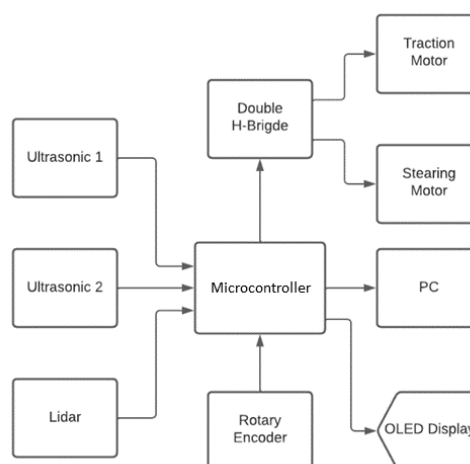 Traction
Motor
Double
H-Brigde
Ultrasonic 1
Stearing
Motor
Ultrasonic 2
Microcontroller
PC
Lidar
Rotary
Encoder
OLED Display